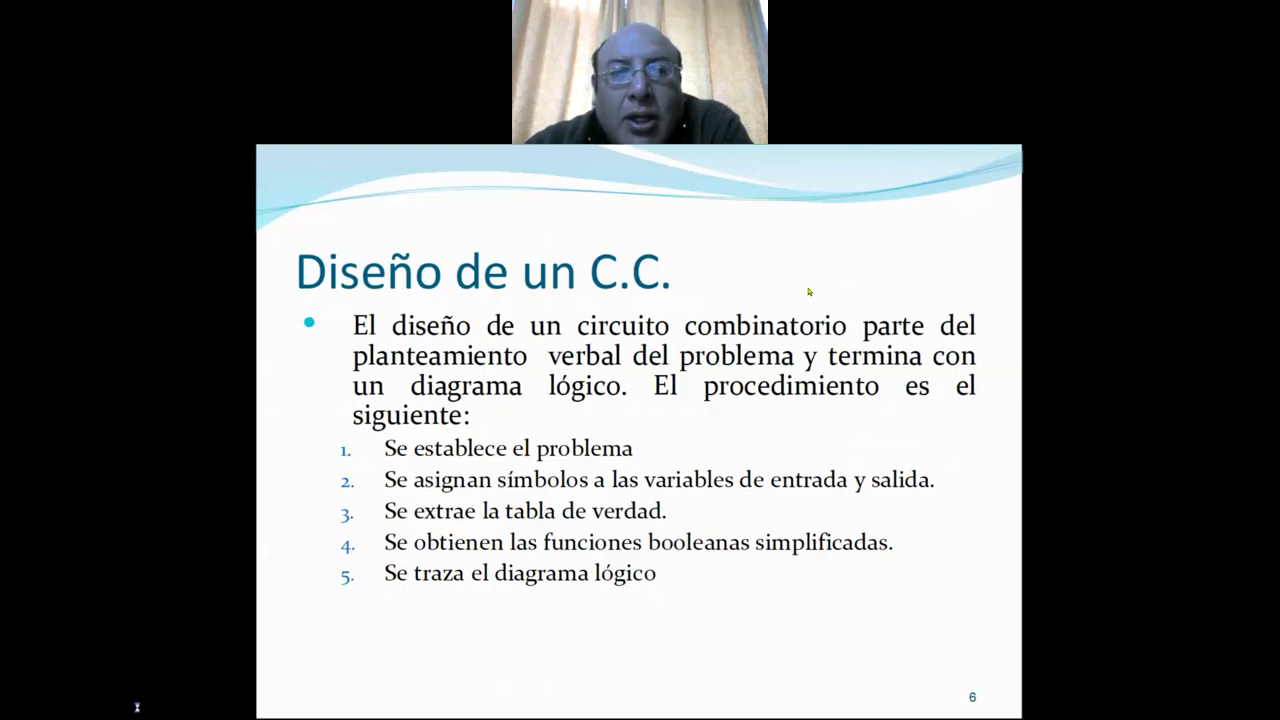 Diseño de un C.C.
El diseño de un circuito combinatorio parte del
planteamiento verbal del problema y termina con
un diagrama lógico. El procedimiento es el
siguiente:
1. Se establece el problema
2. Se asignan símbolos a las variables de entrada y salida.
3. Se extrae la tabla de verdad.
4. Se obtienen las funciones booleanas simplificadas.
5. Se traza el diagrama lógico
6